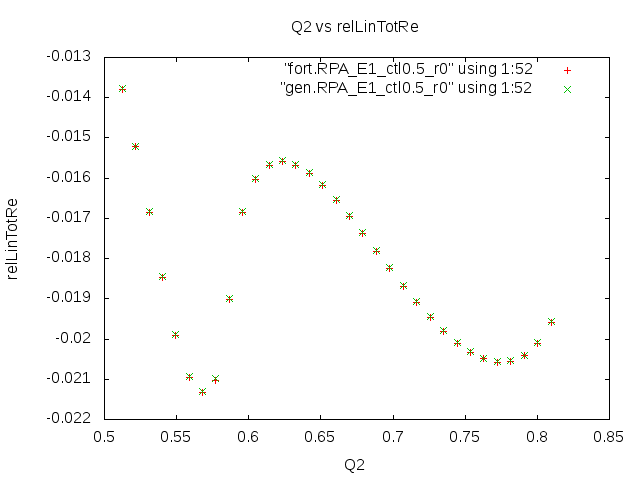 Q2 vs relLinTotRe
"fort.RPA_E1_ctl0.5_r0" using 1:52
"gen.RPA_E1_ctl0.5_r0" using 1:52
-0.013
-0.014
-0.015
-0.016
-0.017
-0.018
-0.019
-0.02
-0.021
-0.022
relLinTotRe
0.5 0.55 0.6 0.65 0.7 0.75 0.8 0.85
Q2